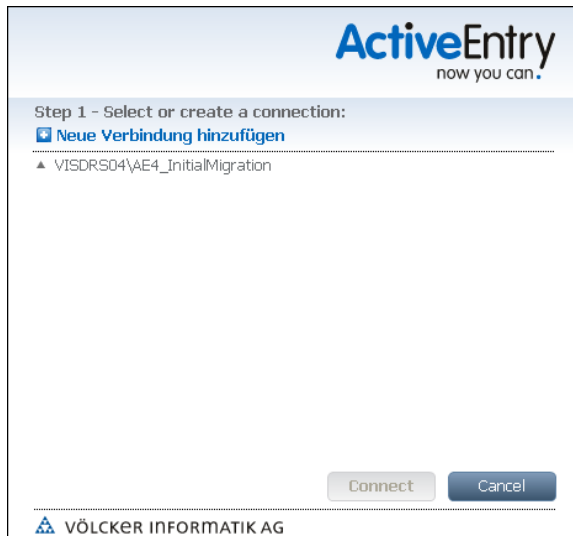 ActiveEntry
now you can.
Step 1 - Select or create a connection:
Neue Verbindung hinzufügen
VISDRS04\AE4_InitialMigration
Connect Cancel
VÖLCKER INFORMATIK AG